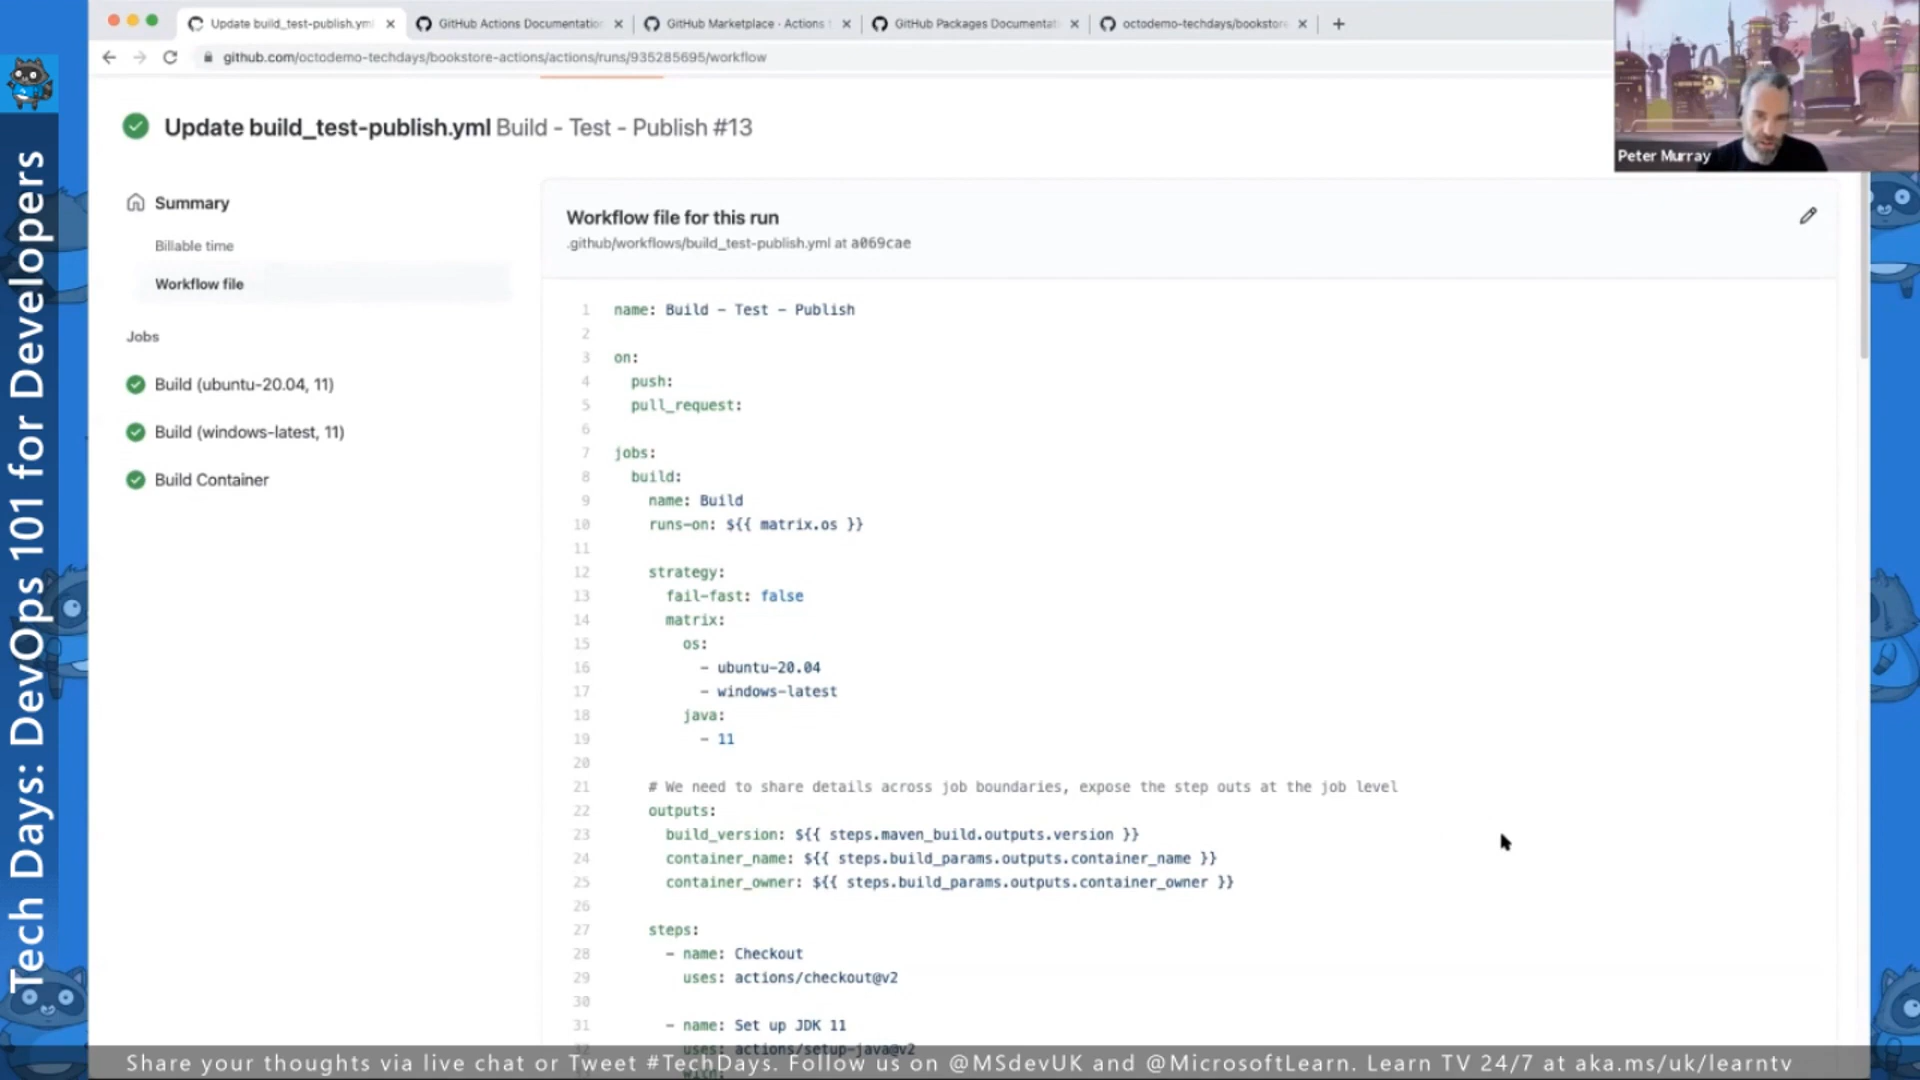 Update build_test-publish.yml
GitHub Actions Documentation
GitHub Marketplace · Actions
GitHub Packages Documentat
octodemo-techdays/bookstore
github.com/octodemo-techdays/bookstore-actions/actions/runs/935285695/workflow
Peter Murray
Tech Days: DevOps 101 for Developers
Update build_test-publish.yml Build - Test - Publish #13
Summary
Billable time
Workflow file
Jobs
Build (ubuntu-20.04, 11)
Build (windows-latest, 11)
Build Container
Workflow file for this run
.github/workflows/build_test-publish.yml at a069cae
1 name: Build - Test - Publish
2
3 on:
4 push:
5 pull_request:
6
7 jobs:
8 build:
9 name: Build
10 runs-on: ${{ matrix.os }}
11
12 strategy:
13 fail-fast: false
14 matrix:
15 os:
16 - ubuntu-20.04
17 - windows-latest
18 java:
19 - 11
20
21 # We need to share details across job boundaries, expose the step outs at the job level
22 outputs:
23 build_version: ${{ steps.maven_build.outputs.version }}
24 container_name: ${{ steps.build_params.outputs.container_name }}
25 container_owner: ${{ steps.build_params.outputs.container_owner }}
26
27 steps:
28 - name: Checkout
29 uses: actions/checkout@v2
30
31 - name: Set up JDK 11
32 uses: actions/setup-java@v2
with:
Share your thoughts via live chat or Tweet #TechDays. Follow us on @MSdevUK and @MicrosoftLearn. Learn TV 24/7 at aka.ms/uk/learntv